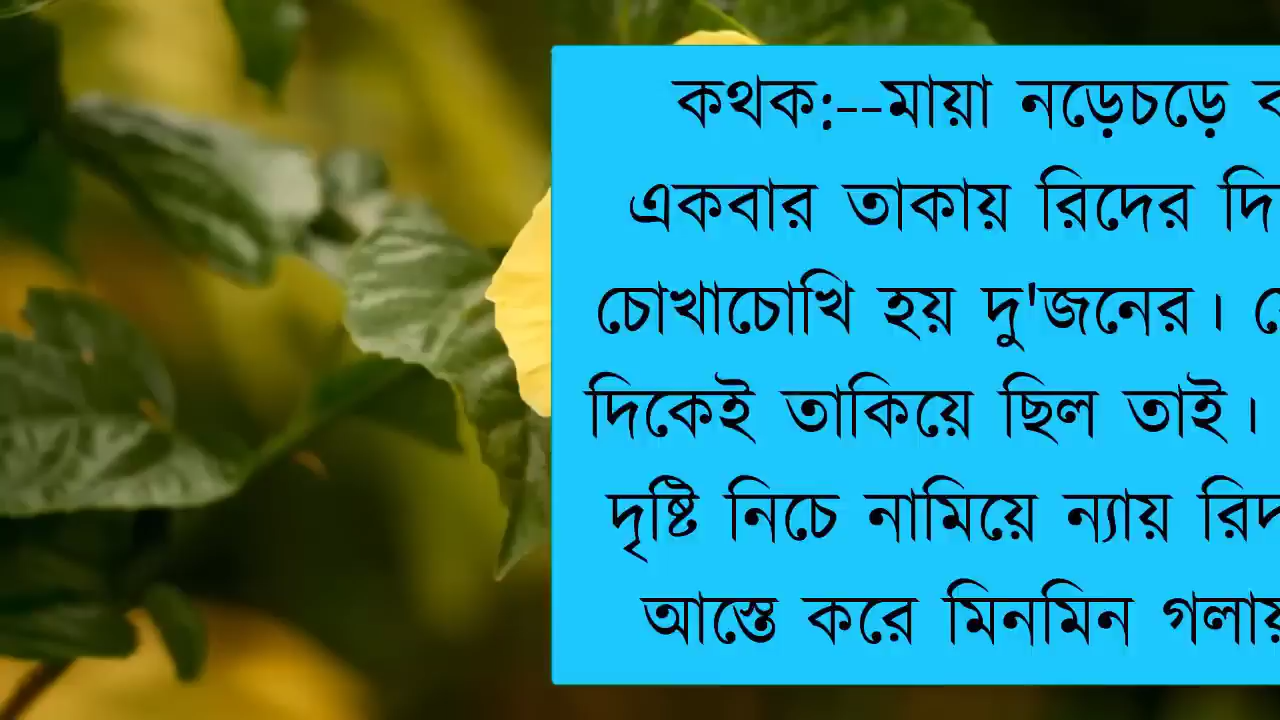 কথক:--মায়া নড়েচড়ে
একবার তাকায় রিদের
চোখাচোখি হয় দু'জনের।
দিকেই তাকিয়ে ছিল তাই।
দৃষ্টি নিচে নামিয়ে ন্যায়
আস্তে করে মিনমিন